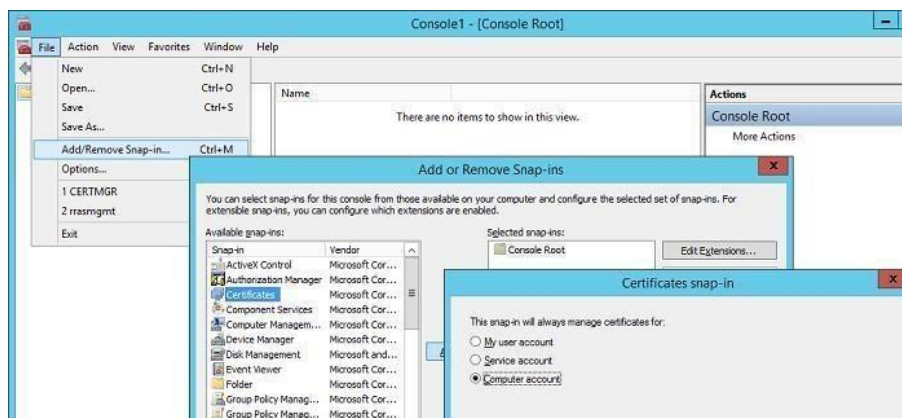 Console1 - [Console Root]
File Action View Favorites Window Help
New Ctrl+N
Open... Ctrl+O
Save Ctrl+S
Save As...
Add/Remove Snap-in... Ctrl+M
Options...
1 CERTMGR
2 rrasmgmt
Exit
Name
There are no items to show in this view.
Actions
Console Root
More Actions
Add or Remove Snap-ins
You can select snap-ins for this console from those available on your computer and configure the selected set of snap-ins. For
extensible snap-ins, you can configure which extensions are enabled.
Available snap-ins:
Snap-in Vendor
ActiveX Control Microsoft Cor...
Authorization Manager Microsoft Cor...
Certificates Microsoft Cor...
Component Services Microsoft Cor...
Computer Managem... Microsoft Cor...
Device Manager Microsoft Cor...
Disk Management Microsoft and...
Event Viewer Microsoft Cor...
Folder Microsoft Cor...
Group Policy Manag... Microsoft Cor...
Group Policy Manag... Microsoft Cor...
Selected snap-ins:
Console Root
Edit Extensions...
Certificates snap-in
This snap-in will always manage certificates for:
My user account
Service account
Computer account